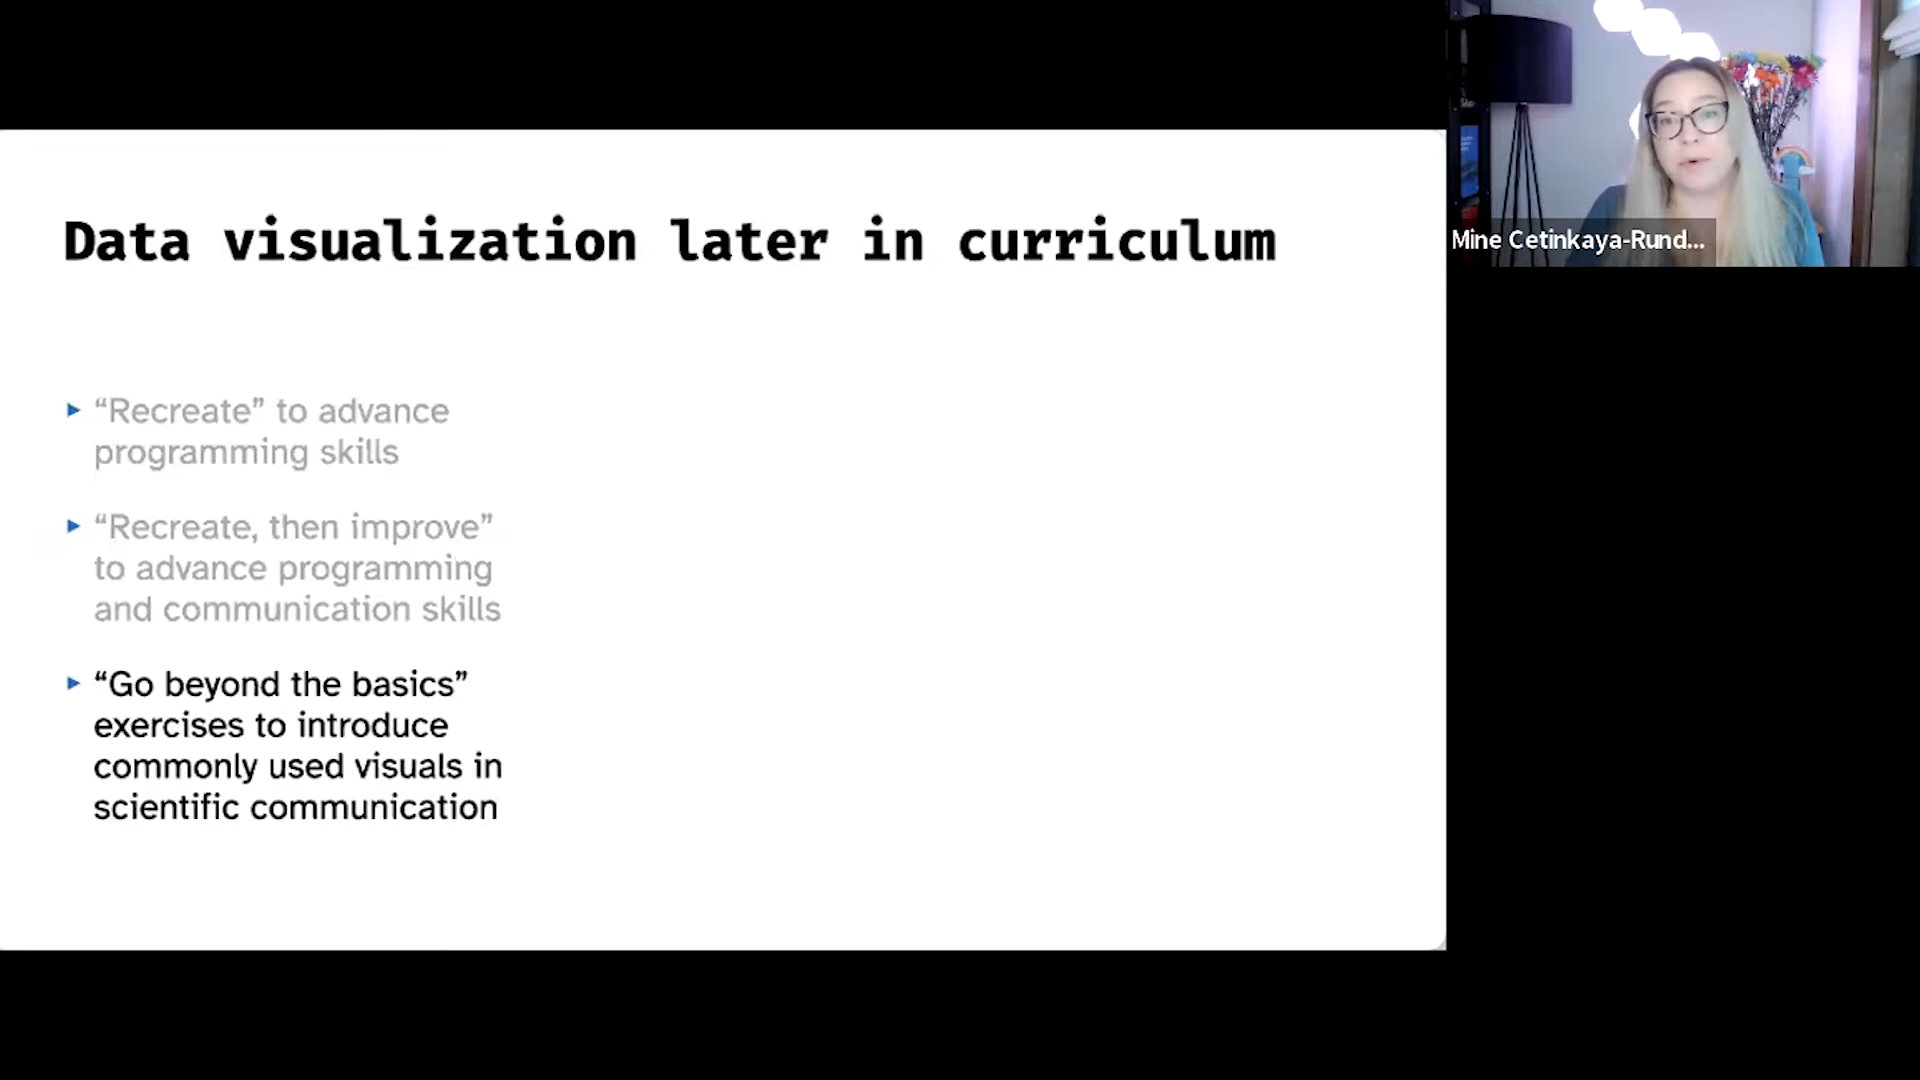 Data visualization later in curriculum
“Recreate” to advance
programming skills
“Recreate, then improve”
to advance programming
and communication skills
“Go beyond the basics”
exercises to introduce
commonly used visuals in
scientific communication
Mine Cetinkaya-Rund...